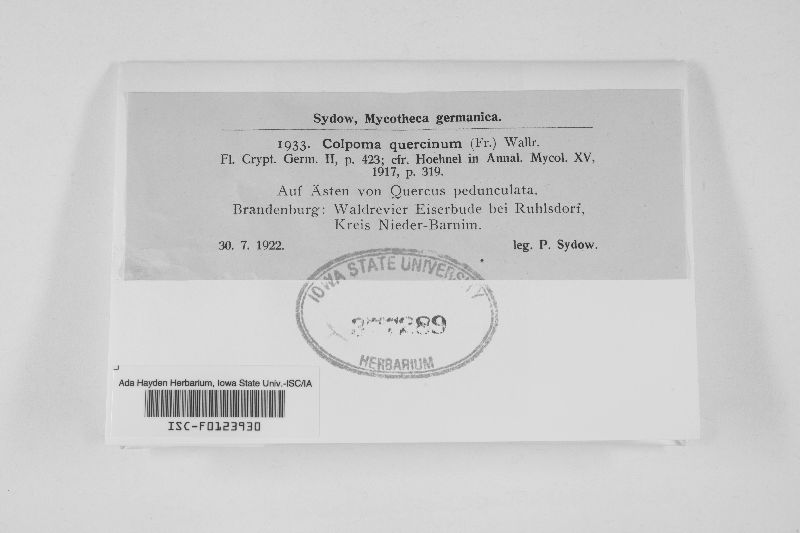 Sydow, Mycotheca germanica.
1933. Colpoma quercinum (Fr.) Wallr.
Fl. Crypt. Germ. II, p. 423; cfr. Hoehnel in Annal. Mycol. XV,
1917, p. 319.
Auf Ästen von Quercus pedunculata.
Brandenburg: Waldrevier Eiserbude bei Ruhlsdorf,
Kreis Nieder-Barnim.
30. 7. 1922. leg. P. Sydow.
IOWA STATE UNIVERSITY
HERBARIUM
Ada Hayden Herbarium, Iowa State Univ.-ISC/IA
ISC-F0123930